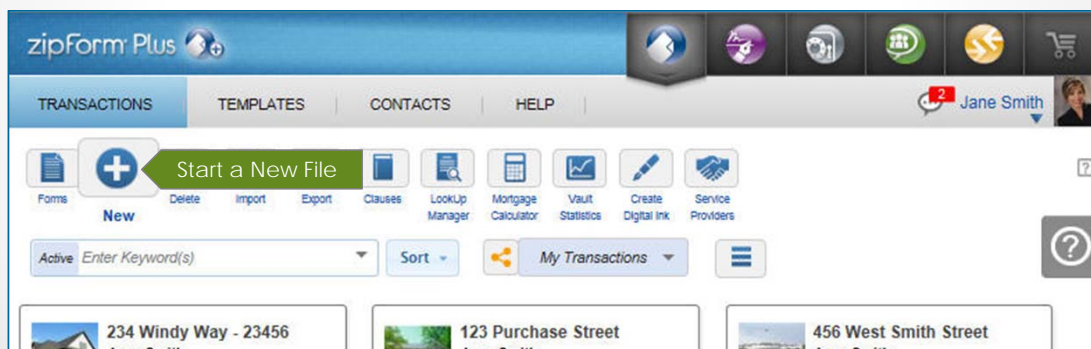 zipForm Plus
TRANSACTIONS TEMPLATES CONTACTS HELP 2 Jane Smith
Start a New File
Forms New Delete Import Export Clauses LookUp Manager Mortgage Calculator Vault Statistics Create Digital Ink Service Providers
Active Enter Keyword(s) Sort My Transactions
234 Windy Way - 23456 123 Purchase Street 456 West Smith Street